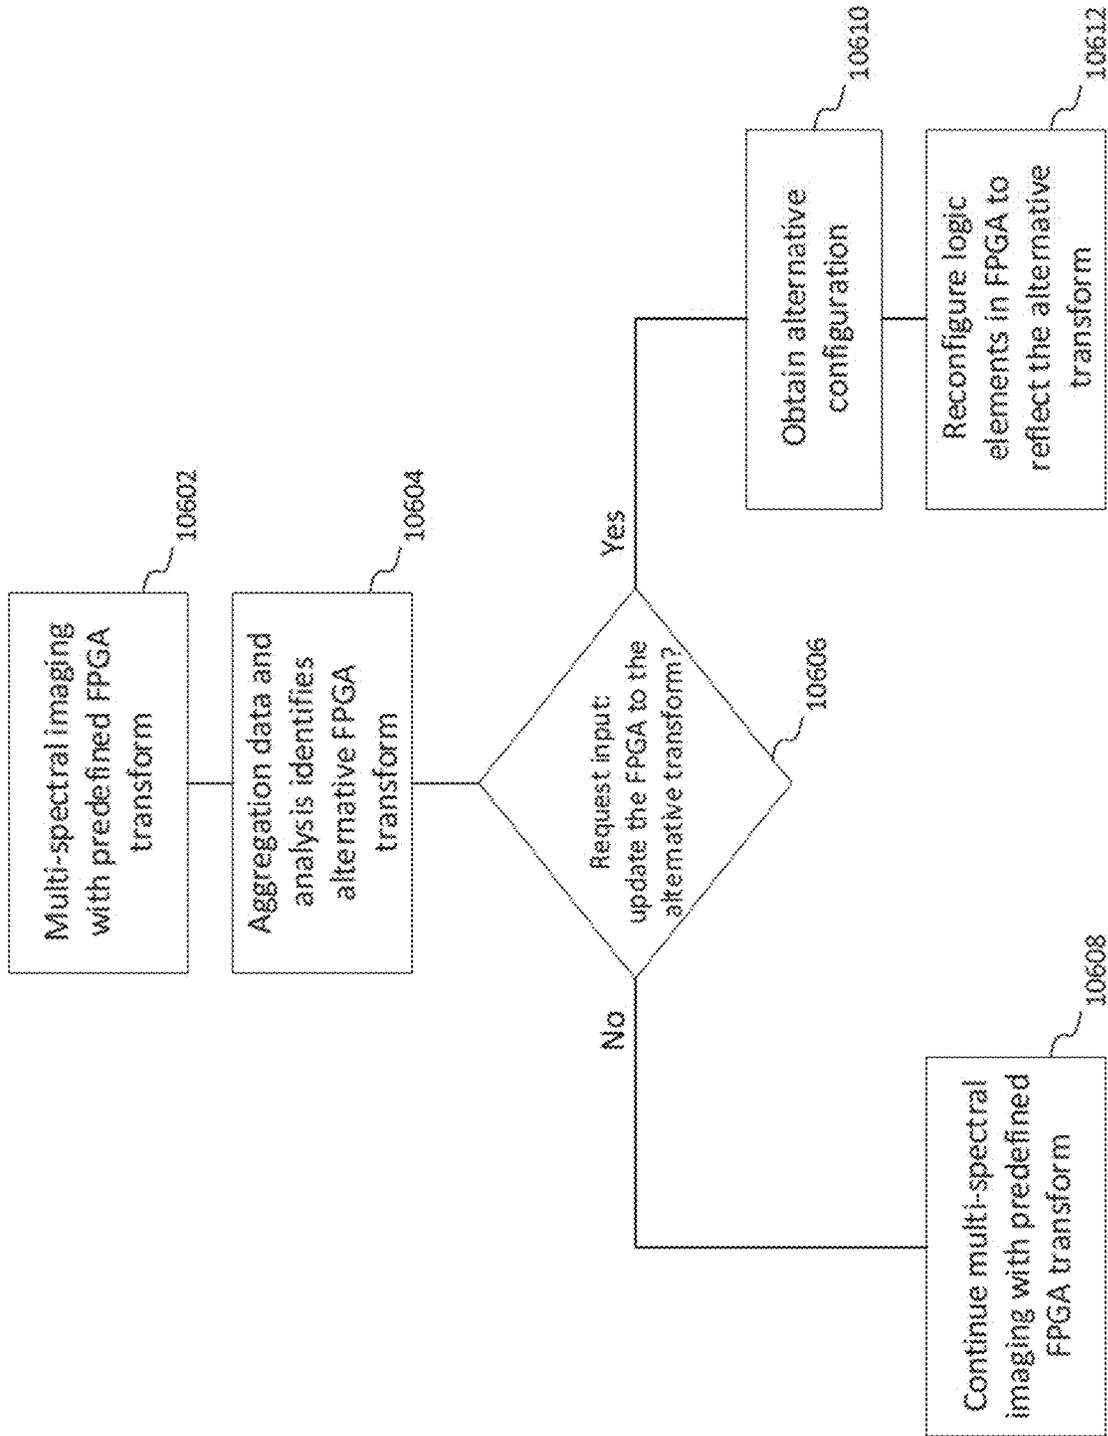 Multi-spectral imaging
with predefined FPGA
transform
10602
Aggregation data and
analysis identifies
alternative FPGA
transform
10604
Request input:
update the FPGA to the
alternative transform?
10606
No
Yes
Continue multi-spectral
imaging with predefined
FPGA transform
10608
Obtain alternative
configuration
10610
Reconfigure logic
elements in FPGA to
reflect the alternative
transform
10612